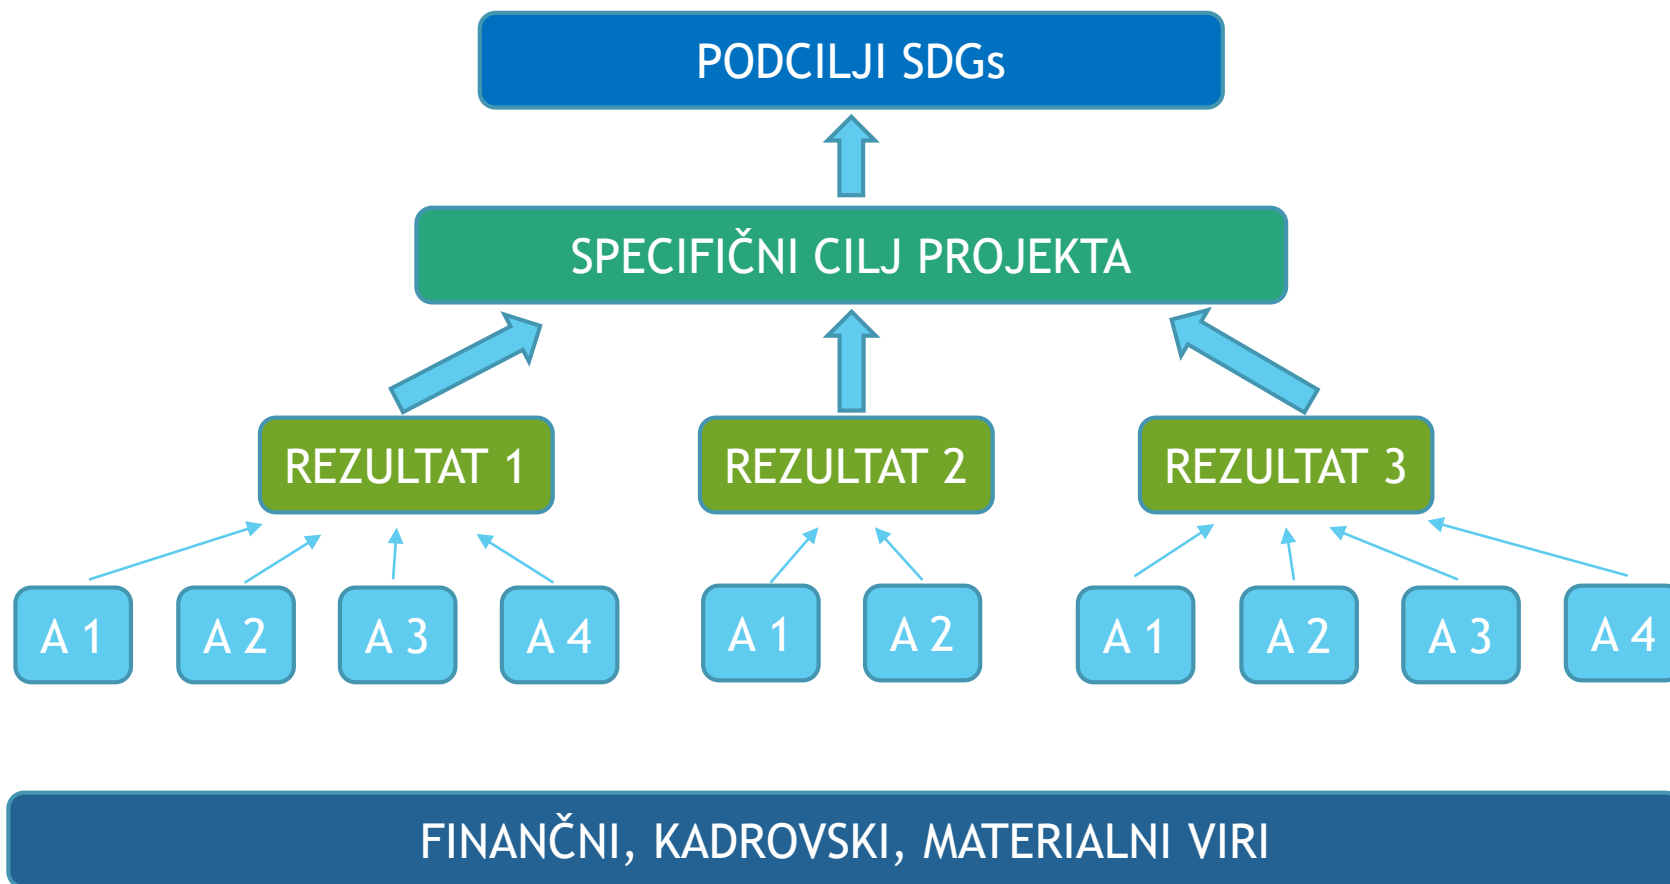 PODCILJI SDGs
SPECIFIČNI CILJ PROJEKTA
REZULTAT 1
REZULTAT 2
REZULTAT 3
A 1
A 2
A 3
A 4
A 1
A 2
A 1
A 2
A 3
A 4
FINANČNI, KADROVSKI, MATERIALNI VIRI